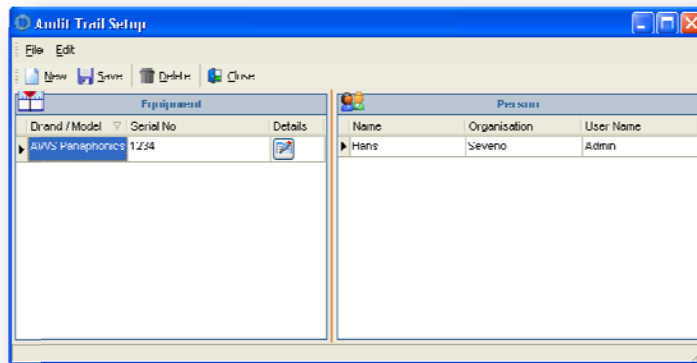 Audit Trail Setup
File Edit
New Save Delete Close
Equipment Person
Brand / Model Serial No Details Name Organisation User Name
AWS Panaphonics 1234 Hans Seveno Admin